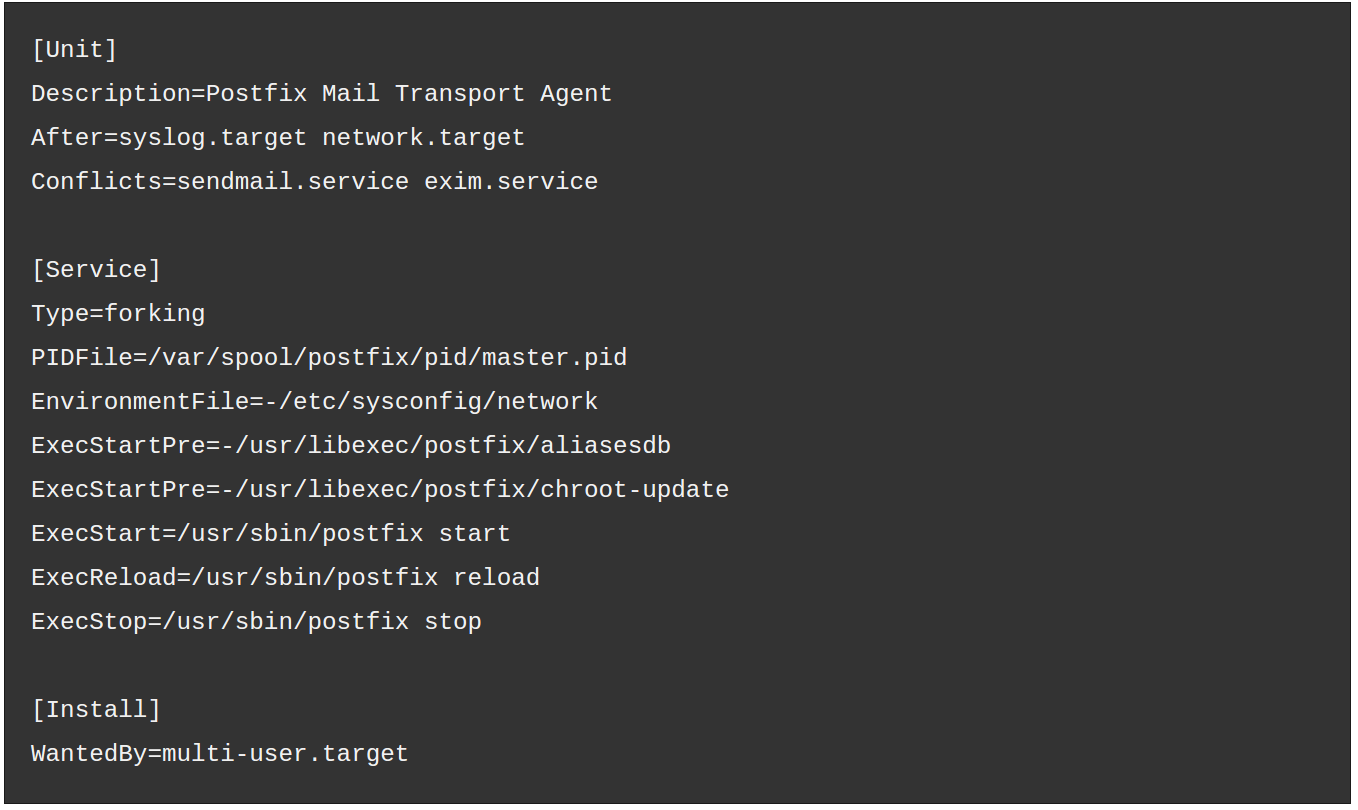 [Unit]
Description=Postfix Mail Transport Agent
After=syslog.target network.target
Conflicts=sendmail.service exim.service
[Service]
Type=forking
PIDFile=/var/spool/postfix/pid/master.pid
EnvironmentFile=-/etc/sysconfig/network
ExecStartPre=-/usr/libexec/postfix/aliasesdb
ExecStartPre=-/usr/libexec/postfix/chroot-update
ExecStart=/usr/sbin/postfix start
ExecReload=/usr/sbin/postfix reload
ExecStop=/usr/sbin/postfix stop
[Install]
WantedBy=multi-user.target